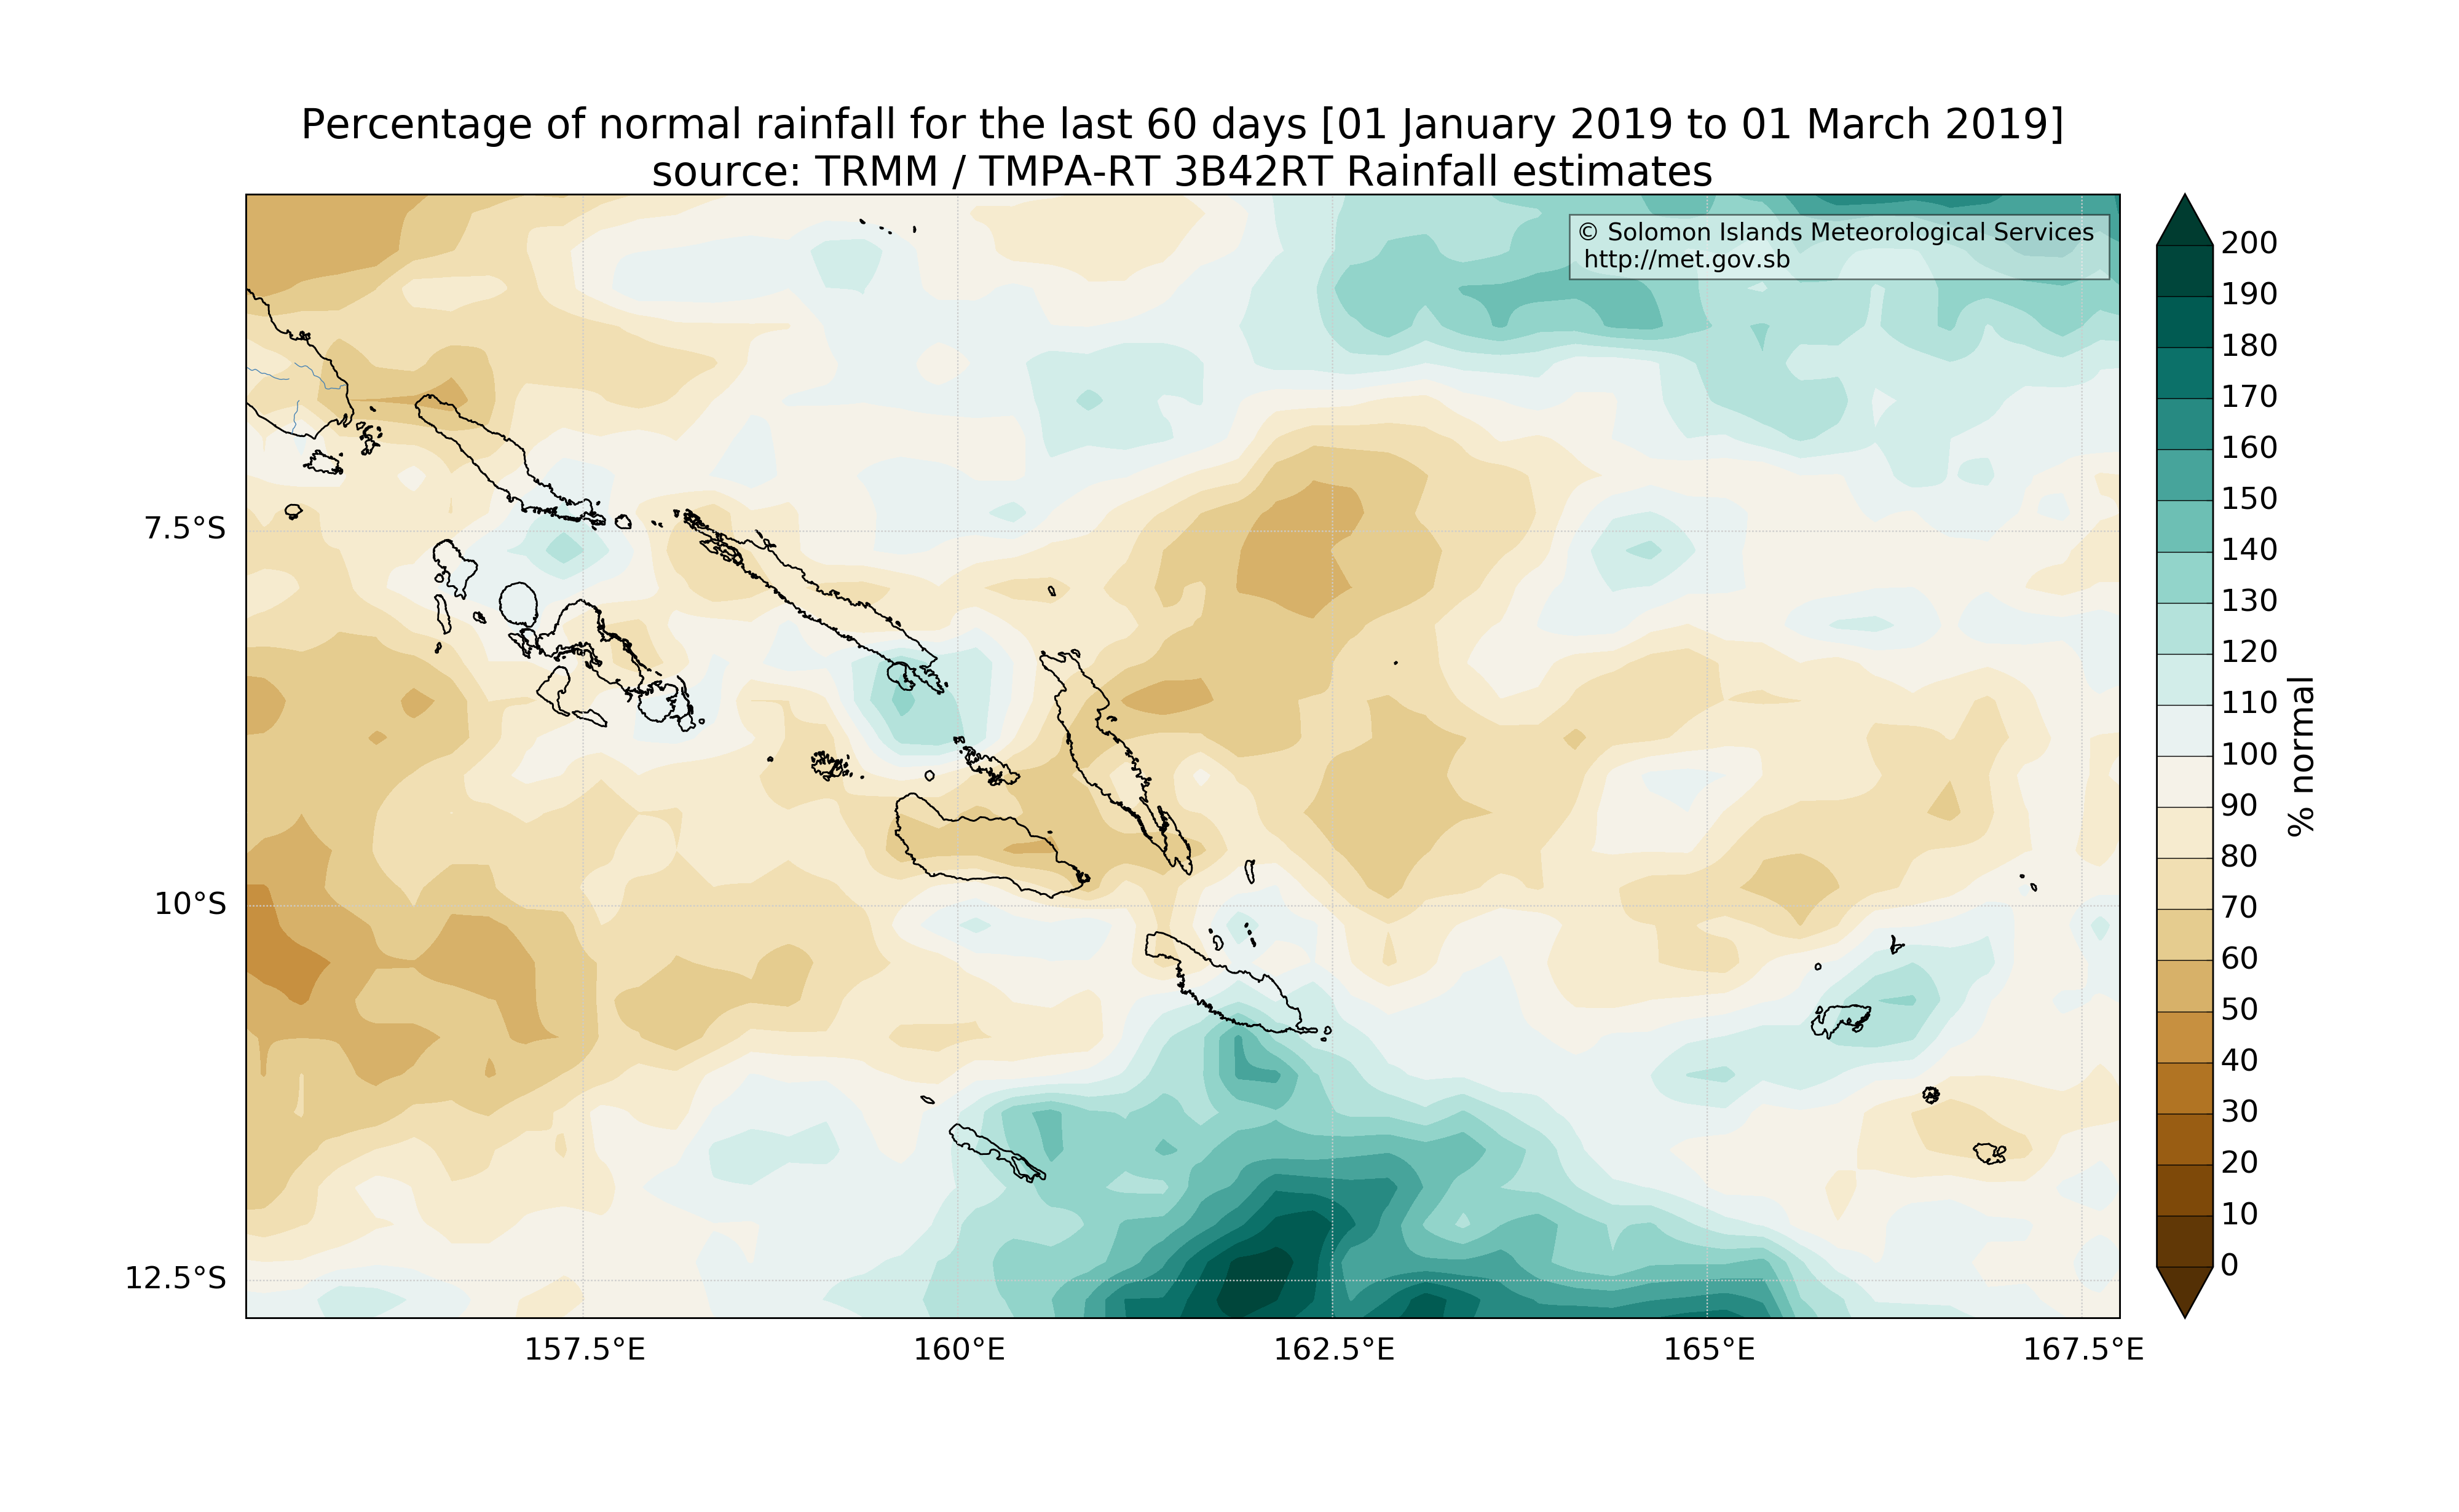 Percentage of normal rainfall for the last 60 days [01 January 2019 to 01 March 2019]
source: TRMM / TMPA-RT 3B42RT Rainfall estimates
© Solomon Islands Meteorological Services
http://met.gov.sb
7.5°S
10°S
12.5°S
157.5°E
160°E
162.5°E
165°E
167.5°E
200
190
180
170
160
150
140
130
120
110
100
90
80
70
60
50
40
30
20
10
0
% normal